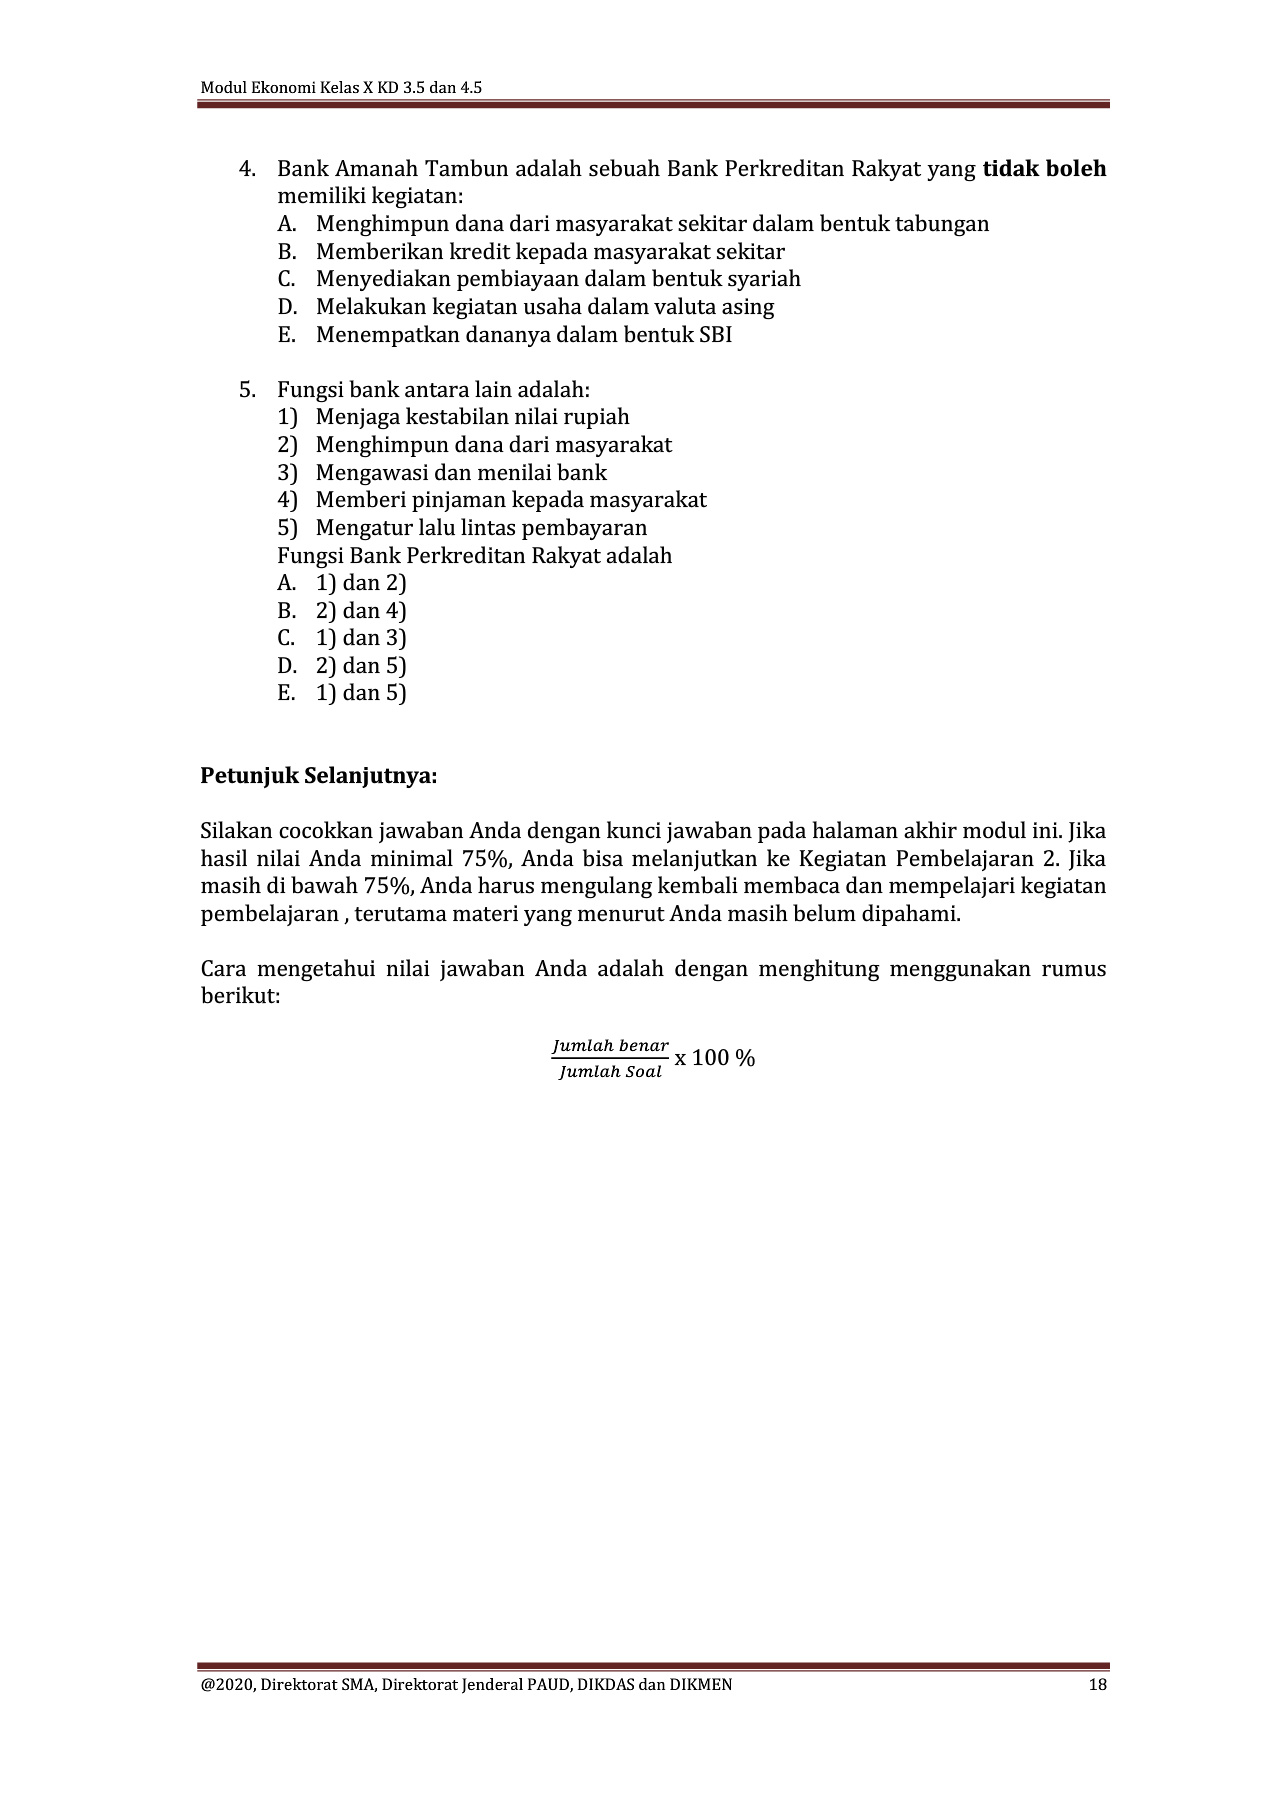 Modul Ekonomi Kelas X KD 3.5 dan 4.5
4. Bank Amanah Tambun adalah sebuah Bank Perkreditan Rakyat yang tidak boleh
memiliki kegiatan:
A. Menghimpun dana dari masyarakat sekitar dalam bentuk tabungan
B. Memberikan kredit kepada masyarakat sekitar
C. Menyediakan pembiayaan dalam bentuk syariah
D. Melakukan kegiatan usaha dalam valuta asing
E. Menempatkan dananya dalam bentuk SBI
5. Fungsi bank antara lain adalah:
1) Menjaga kestabilan nilai rupiah
2) Menghimpun dana dari masyarakat
3) Mengawasi dan menilai bank
4) Memberi pinjaman kepada masyarakat
5) Mengatur lalu lintas pembayaran
Fungsi Bank Perkreditan Rakyat adalah
A. 1) dan 2)
B. 2) dan 4)
C. 1) dan 3)
D. 2) dan 5)
E. 1) dan 5)
Petunjuk Selanjutnya:
Silakan cocokkan jawaban Anda dengan kunci jawaban pada halaman akhir modul ini. Jika
hasil nilai Anda minimal 75%, Anda bisa melanjutkan ke Kegiatan Pembelajaran 2. Jika
masih di bawah 75%, Anda harus mengulang kembali membaca dan mempelajari kegiatan
pembelajaran , terutama materi yang menurut Anda masih belum dipahami.
Cara mengetahui nilai jawaban Anda adalah dengan menghitung menggunakan rumus
berikut:
Jumlah benar
x 100 %
Jumlah Soal
@2020, Direktorat SMA, Direktorat Jenderal PAUD, DIKDAS dan DIKMEN 18